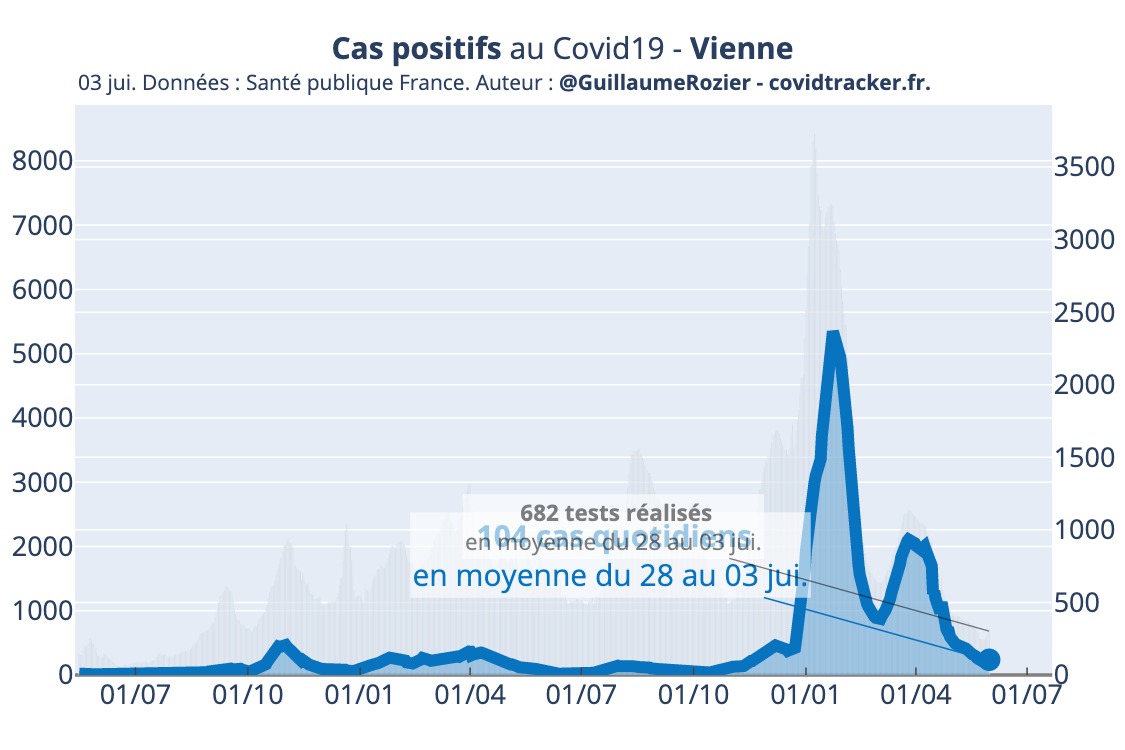 Cas positifs au Covid19 - Vienne
03 jui. Données : Santé publique France. Auteur : @GuillaumeRozier - covidtracker.fr.
8000
7000
6000
5000
4000
3000
2000
1000
0
3500
3000
2500
2000
1500
1000
500
0
682 tests réalisés
104 cas quotidiens
en moyenne du 28 au 03 jui.
en moyenne du 28 au 03 jui.
01/07 01/10 01/01 01/04 01/07 01/10 01/01 01/04 01/07